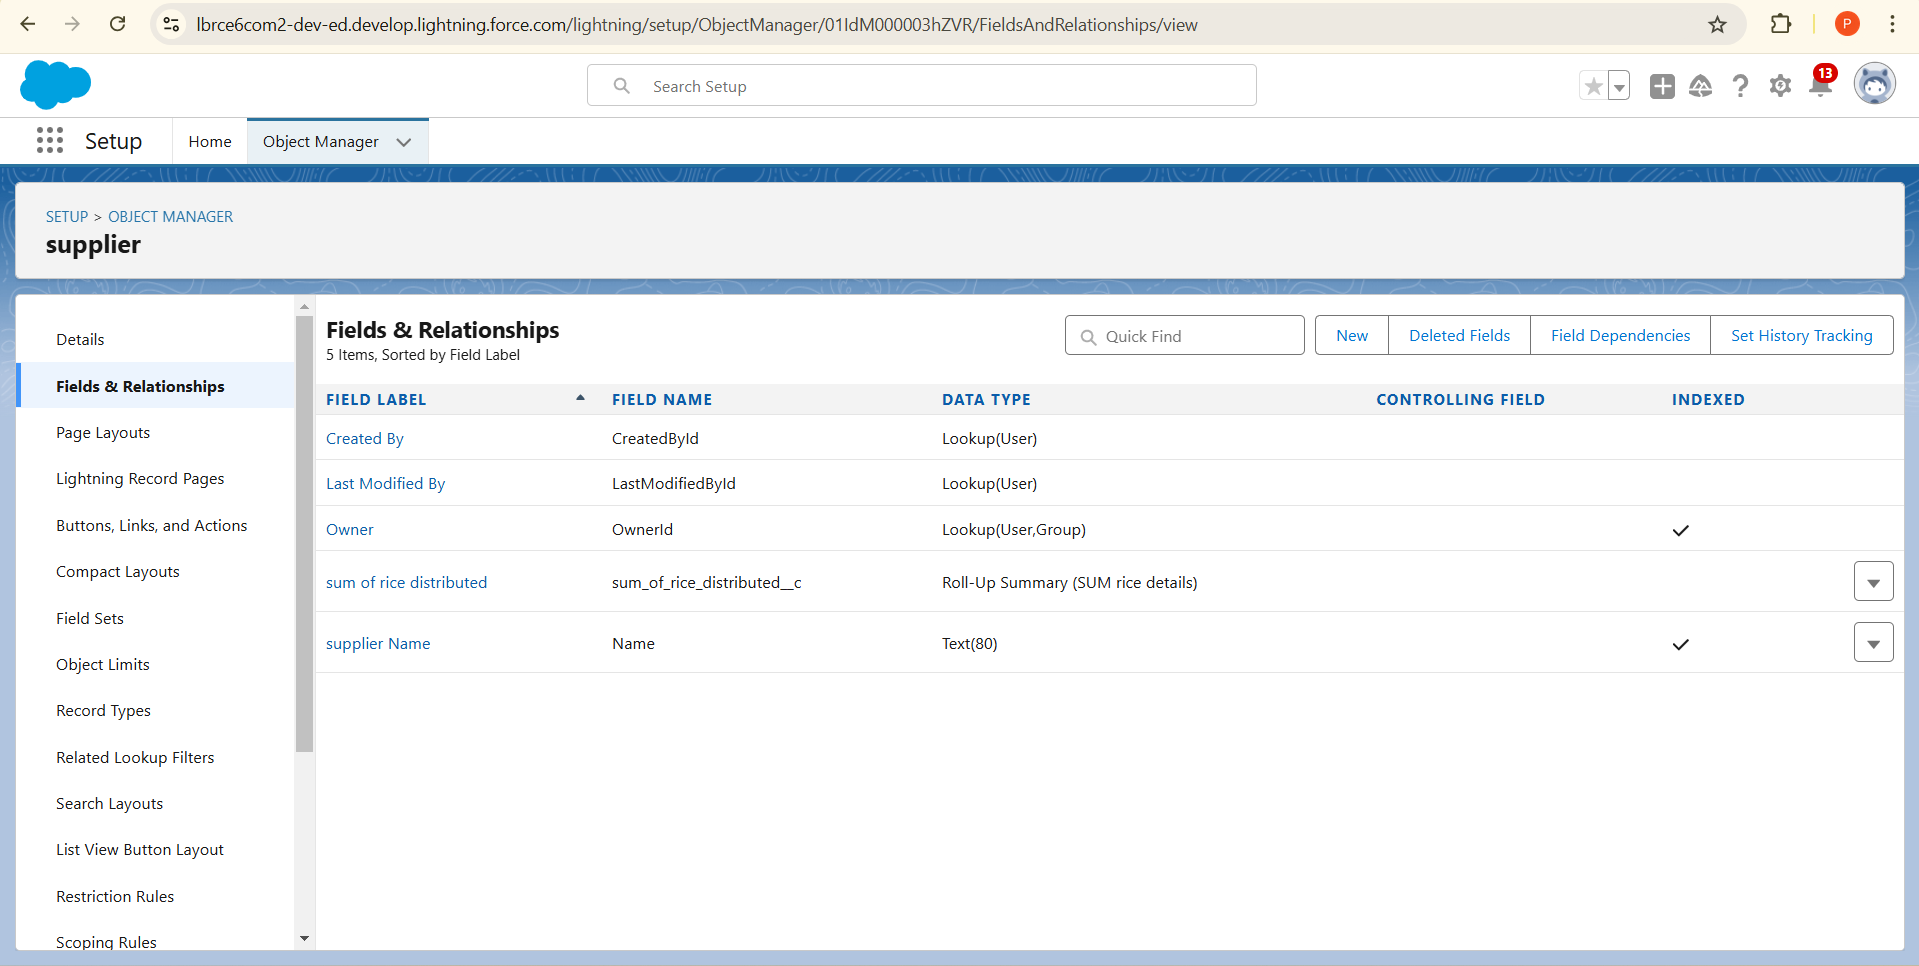 lbrce6com2-dev-ed.develop.lightning.force.com/lightning/setup/ObjectManager/01IdM000003hZVR/FieldsAndRelationships/view
P
Search Setup
13
Setup
Home
Object Manager
SETUP > OBJECT MANAGER
supplier
Details
Fields & Relationships
Page Layouts
Lightning Record Pages
Buttons, Links, and Actions
Compact Layouts
Field Sets
Object Limits
Record Types
Related Lookup Filters
Search Layouts
List View Button Layout
Restriction Rules
Scoping Rules
Fields & Relationships
5 Items, Sorted by Field Label
Quick Find
New
Deleted Fields
Field Dependencies
Set History Tracking
FIELD LABEL FIELD NAME DATA TYPE CONTROLLING FIELD INDEXED
Created By CreatedById Lookup(User)
Last Modified By LastModifiedById Lookup(User)
Owner OwnerId Lookup(User,Group)
sum of rice distributed sum_of_rice_distributed__c Roll-Up Summary (SUM rice details)
supplier Name Name Text(80)